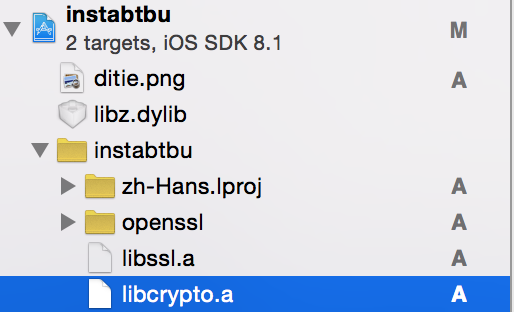 instabtbu M
2 targets, iOS SDK 8.1
ditie.png A
libz.dylib
instabtbu
zh-Hans.lproj A
openssl A
libssl.a A
libcrypto.a A